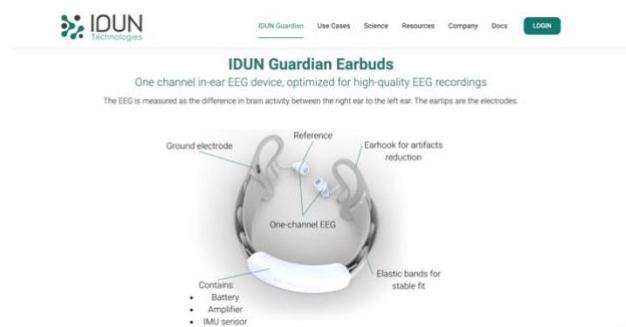 IDUN
Technologies
IDUN Guardian Use Cases Science Resources Company Docs LOGIN
IDUN Guardian Earbuds
One channel in-ear EEG device, optimized for high-quality EEG recordings
The EEG is measured as the difference in brain activity between the right ear to the left ear. The eartips are the electrodes.
Reference
Ground electrode
Earhook for artifacts
reduction
One-channel EEG
Elastic bands for
stable fit
Contains:
• Battery
• Amplifier
• IMU sensor